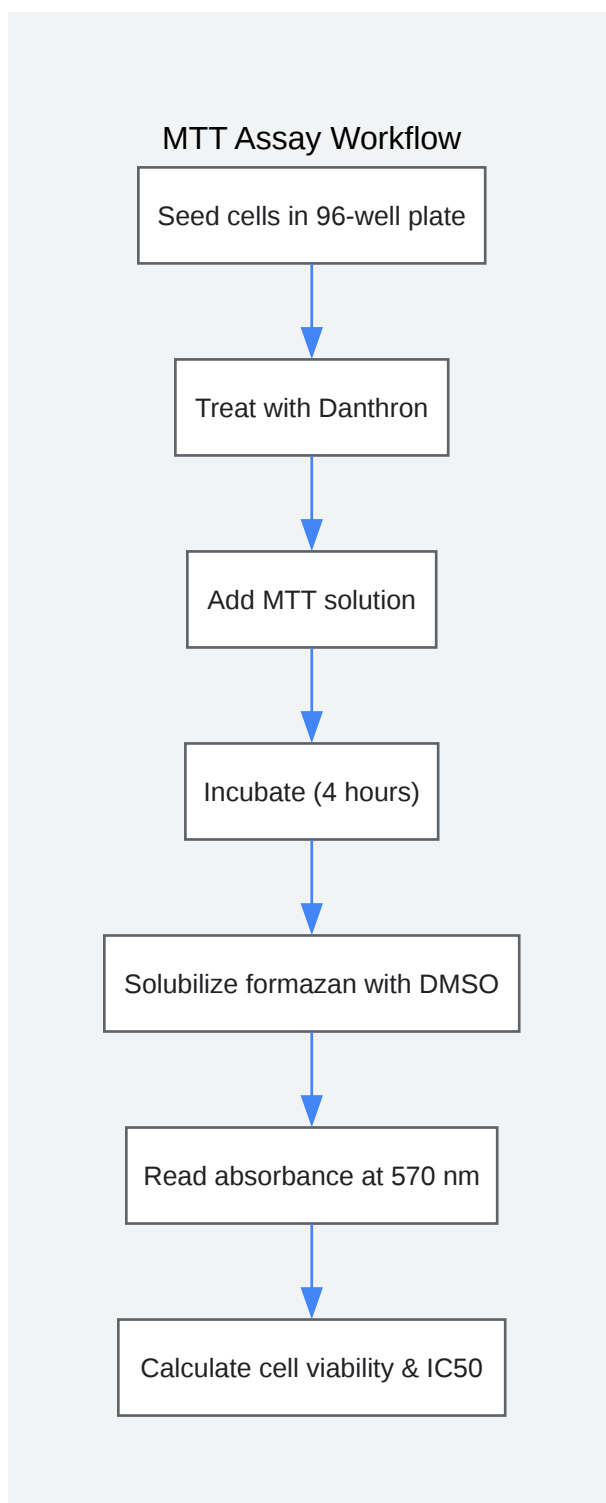 MTT Assay Workflow
Seed cells in 96-well plate
Treat with Danthron
Add MTT solution
Incubate (4 hours)
Solubilize formazan with DMSO
Read absorbance at 570 nm
Calculate cell viability & IC50